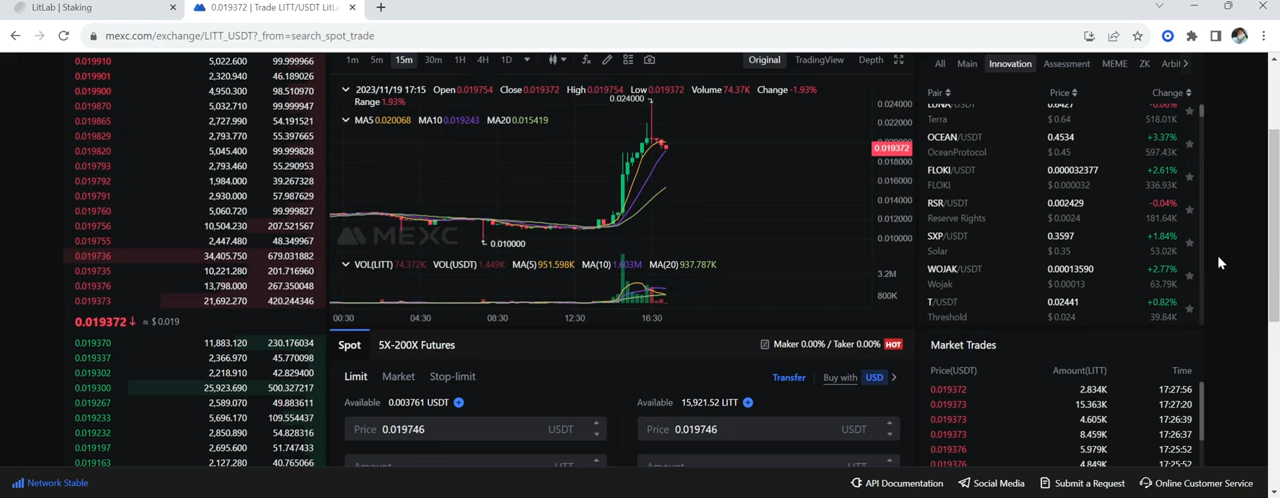 LitLab | Staking
0.019372 | Trade LITT/USDT LitLa
mexc.com/exchange/LITT_USDT?_from=search_spot_trade
0.019910 5,022.600 99.999966
0.019901 2,320.940 46.189026
0.019900 4,950.300 98.510970
0.019870 5,032.710 99.999947
0.019865 2,727.990 54.191521
0.019829 2,793.770 55.397665
0.019820 5,045.400 99.999828
0.019793 2,793.460 55.290953
0.019792 1,984.000 39.267328
0.019791 2,930.000 57.987629
0.019760 5,060.720 99.999827
0.019756 10,504.230 207.521567
0.019755 2,447.480 48.349967
0.019736 34,405.750 679.031882
0.019735 10,221.280 201.716960
0.019736 13,798.000 267.350048
0.019373 21,692.270 420.244346
0.019372↓ ≈ $ 0.019
0.019370 11,883.120 230.176034
0.019337 2,366.970 45.770098
0.019302 2,218.910 42.829400
0.019300 25,923.690 500.327217
0.019267 2,589.070 49.883611
0.019233 5,696.170 109.554437
0.019232 2,850.890 54.828316
0.019197 2,695.600 51.747433
0.019163 2,127.280 40.765066
1m 5m 15m 30m 1H 4H 1D Original TradingView Depth
2023/11/19 17:15 Open 0.019754 Close 0.019372 High 0.019754 Low 0.019372 Volume 74.37K Change -1.93%
Range 1.93%
MA5 0.020068 MA10 0.019243 MA20 0.015419
0.024000
0.024000
0.022000
0.019372
0.018000
0.016000
0.014000
0.012000
0.010000
0.010000
MEXC
VOL(LITT) 74.372K VOL(USDT) 1.449K MA(5) 951.598K MA(10) 1.603M MA(20) 937.787K
3.2M
800K
00:30 04:30 08:30 12:30 16:30
Spot 5X-200X Futures Maker 0.00% / Taker 0.00% HOT
Limit Market Stop-limit Transfer Buy with USD
Available 0.003761 USDT Available 15,921.52 LITT
Price 0.019746 USDT Price 0.019746 USDT
Amount LITT Amount LITT
All Main Innovation Assessment MEME ZK Arbi
Pair Price Change
LUNA/USDT 0.6427 -0.06%
Terra $ 0.64 518.01K
OCEAN/USDT 0.4534 +3.37%
OceanProtocol $ 0.45 597.43K
FLOKI/USDT 0.000032377 +2.61%
FLOKI $ 0.000032 336.93K
RSR/USDT 0.002429 -0.04%
Reserve Rights $ 0.0024 181.64K
SXP/USDT 0.3597 +1.84%
Solar $ 0.35 53.02K
WOJAK/USDT 0.00013590 +2.77%
Wojak $ 0.00013 63.79K
T/USDT 0.02441 +0.82%
Threshold $ 0.024 39.84K
Market Trades
Price(USDT) Amount(LITT) Time
0.019372 2.834K 17:27:56
0.019373 15.363K 17:27:20
0.019373 4.605K 17:26:39
0.019373 8.459K 17:26:37
0.019376 5.979K 17:25:52
0.019376 4.849K 17:25:52
Network Stable API Documentation Social Media Submit a Request Online Customer Service